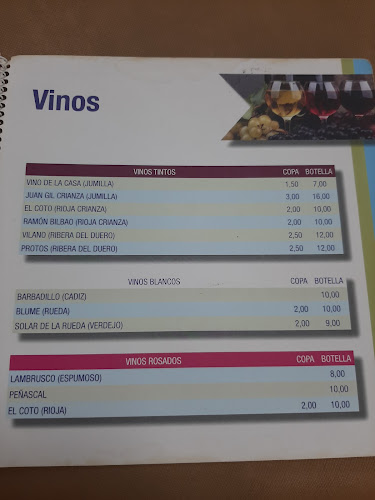 Vinos
VINOS TINTOS COPA BOTELLA
VINO DE LA CASA (JUMILLA) 1,50 7,00
JUAN GIL CRIANZA (JUMILLA) 3,00 16,00
EL COTO (RIOJA CRIANZA) 2,00 10,00
RAMÓN BILBAO (RIOJA CRIANZA) 2,00 10,00
VILANO (RIBERA DEL DUERO) 2,50 12,00
PROTOS (RIBERA DEL DUERO) 2,50 12,00
VINOS BLANCOS COPA BOTELLA
BARBADILLO (CADIZ) 10,00
BLUME (RUEDA) 2,00 10,00
SOLAR DE LA RUEDA (VERDEJO) 2,00 9,00
VINOS ROSADOS COPA BOTELLA
LAMBRUSCO (ESPUMOSO) 8,00
PEÑASCAL 10,00
EL COTO (RIOJA) 2,00 10,00